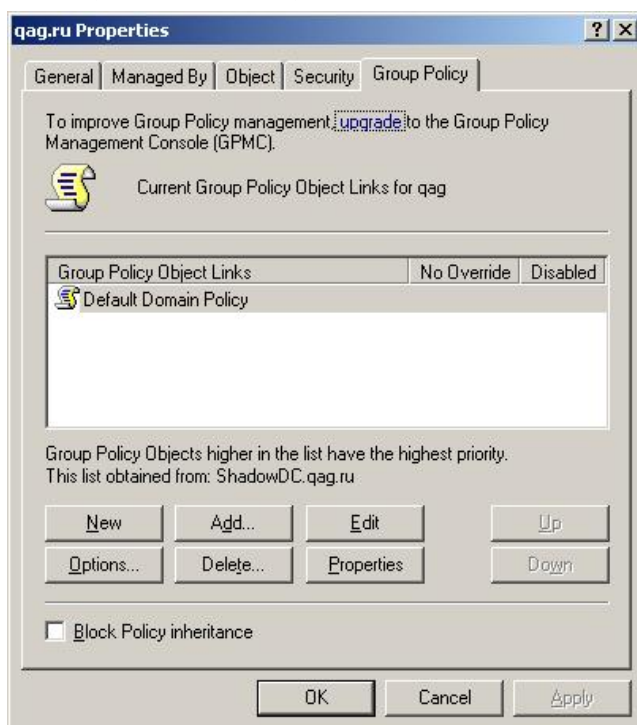 qag.ru Properties
General Managed By Object Security Group Policy
To improve Group Policy management, upgrade to the Group Policy
Management Console (GPMC).
Current Group Policy Object Links for qag
Group Policy Object Links No Override Disabled
Default Domain Policy
Group Policy Objects higher in the list have the highest priority.
This list obtained from: ShadowDC.qag.ru
New Add... Edit Up
Options... Delete... Properties Down
Block Policy inheritance
OK Cancel Apply